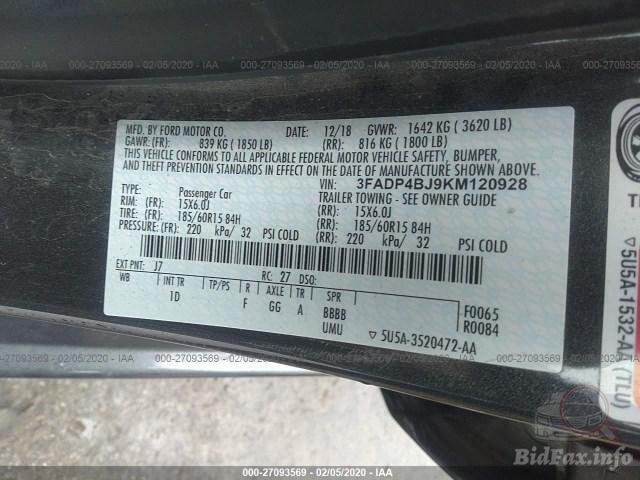 000-27093569 - 02/05/2020 - IAA
MFD. BY FORD MOTOR CO. DATE: 12/18 GVWR: 1642 KG ( 3620 LB)
GAWR: (FR): 839 KG ( 1850 LB) (RR): 816 KG ( 1800 LB)
THIS VEHICLE CONFORMS TO ALL APPLICABLE FEDERAL MOTOR VEHICLE SAFETY, BUMPER,
AND THEFT PREVENTION STANDARDS IN EFFECT ON THE DATE OF MANUFACTURE SHOWN ABOVE.
VIN: 3FADP4BJ9KM120928
TYPE: Passenger Car TRAILER TOWING - SEE OWNER GUIDE
RIM: (FR): 15X6.0J (RR): 15X6.0J
TIRE: (FR): 185/60R15 84H (RR): 185/60R15 84H
PRESSURE: (FR): 220 kPa/ 32 PSI COLD (RR): 220 kPa/ 32 PSI COLD
EXT PNT: J7 RC: 27 DSO:
WB INT TR TP/PS R AXLE TR SPR
1D F GG A BBBB F0065
UMU R0084
5U5A-3520472-AA
5U5A-1532-A
(TLU)
000-27093569 - 02/05/2020 - IAA
BidFax.info